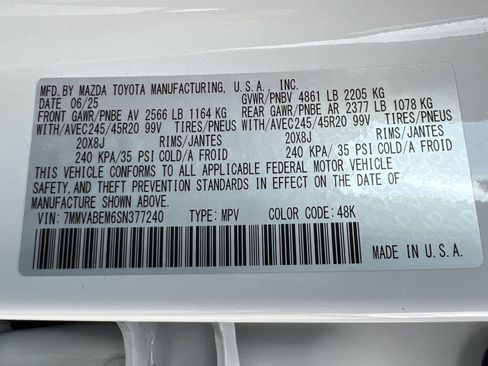 MFD. BY MAZDA TOYOTA MANUFACTURING, U.S.A., INC.
DATE 06/25 GVWR/PNBV 4861 LB 2205 KG
FRONT GAWR/PNBE AV 2566 LB 1164 KG REAR GAWR/PNBE AR 2377 LB 1078 KG
WITH/AVEC245/45R20 99V TIRES/PNEUS WITH/AVEC245/45R20 99V TIRES/PNEUS
20X8J RIMS/JANTES 20X8J RIMS/JANTES
240 KPA/ 35 PSI COLD/A FROID 240 KPA/ 35 PSI COLD/A FROID
THIS VEHICLE CONFORMS TO ALL APPLICABLE FEDERAL MOTOR VEHICLE
SAFETY, AND THEFT PREVENTION STANDARDS IN EFFECT ON THE DATE OF
MANUFACTURE SHOWN ABOVE.
VIN: 7MMVABEM6SN377240 TYPE: MPV COLOR CODE: 48K
MADE IN U.S.A.